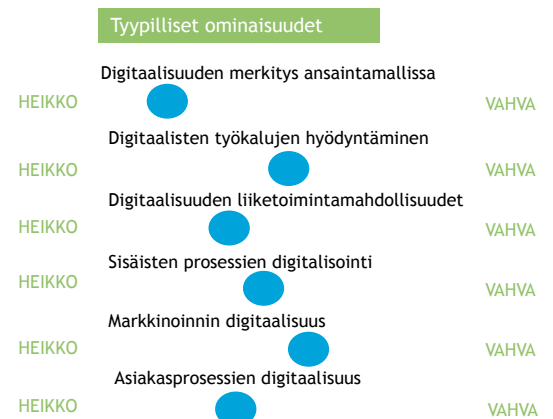 Tyypilliset ominaisuudet
Digitaalisuuden merkitys ansaintamallissa
HEIKKO VAHVA
Digitaalisten työkalujen hyödyntäminen
HEIKKO VAHVA
Digitaalisuuden liiketoimintamahdollisuudet
HEIKKO VAHVA
Sisäisten prosessien digitalisointi
HEIKKO VAHVA
Markkinoinnin digitaalisuus
HEIKKO VAHVA
Asiakasprosessien digitaalisuus
HEIKKO VAHVA